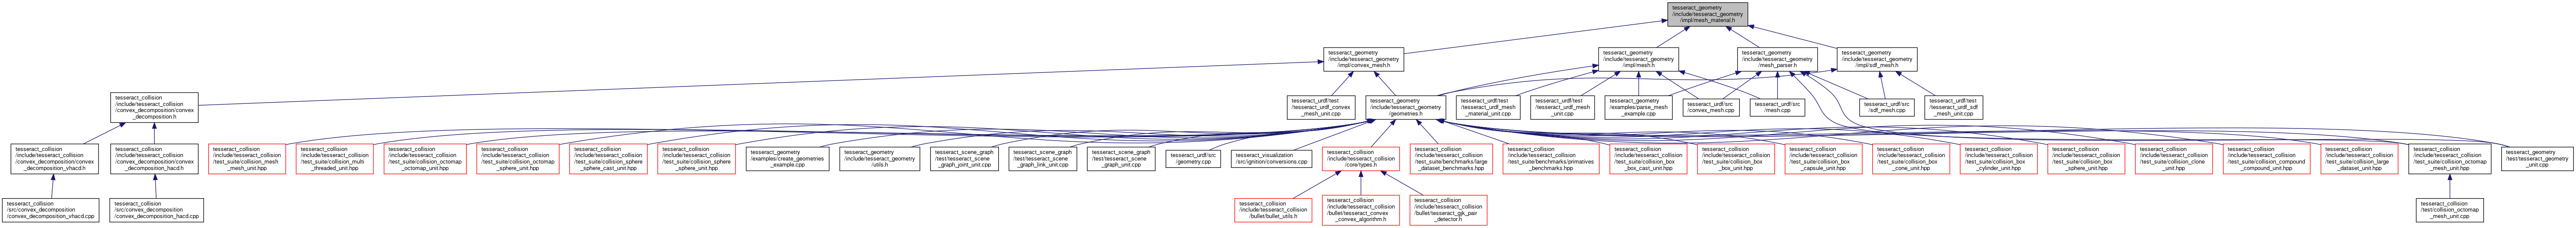 tesseract_geometry
/include/tesseract_geometry
/impl/mesh_material.h
tesseract_geometry
/include/tesseract_geometry
/impl/convex_mesh.h
tesseract_geometry
/include/tesseract_geometry
/impl/mesh.h
tesseract_geometry
/include/tesseract_geometry
/mesh_parser.h
tesseract_geometry
/include/tesseract_geometry
/impl/sdf_mesh.h
tesseract_collision
/include/tesseract_collision
/convex_decomposition/convex
_decomposition.h
tesseract_urdf/test
/tesseract_urdf_convex
_mesh_unit.cpp
tesseract_geometry
/include/tesseract_geometry
/geometries.h
tesseract_urdf/test
/tesseract_urdf_mesh
_material_unit.cpp
tesseract_urdf/test
/tesseract_urdf_mesh
_unit.cpp
tesseract_geometry
/examples/parse_mesh
_example.cpp
tesseract_urdf/src
/convex_mesh.cpp
tesseract_urdf/src
/mesh.cpp
tesseract_urdf/src
/sdf_mesh.cpp
tesseract_urdf/test
/tesseract_urdf_sdf
_mesh_unit.cpp
tesseract_collision
/include/tesseract_collision
/convex_decomposition/convex
_decomposition_vhacd.h
tesseract_collision
/include/tesseract_collision
/convex_decomposition/convex
_decomposition_hacd.h
tesseract_collision
/include/tesseract_collision
/test_suite/collision_mesh
_mesh_unit.hpp
tesseract_collision
/include/tesseract_collision
/test_suite/collision_multi
_threaded_unit.hpp
tesseract_collision
/include/tesseract_collision
/test_suite/collision_octomap
_octomap_unit.hpp
tesseract_collision
/include/tesseract_collision
/test_suite/collision_octomap
_sphere_unit.hpp
tesseract_collision
/include/tesseract_collision
/test_suite/collision_sphere
_sphere_cast_unit.hpp
tesseract_collision
/include/tesseract_collision
/test_suite/collision_sphere
_sphere_unit.hpp
tesseract_geometry
/examples/create_geometries
_example.cpp
tesseract_geometry
/include/tesseract_geometry
/utils.h
tesseract_scene_graph
/test/tesseract_scene
_graph_joint_unit.cpp
tesseract_scene_graph
/test/tesseract_scene
_graph_link_unit.cpp
tesseract_scene_graph
/test/tesseract_scene
_graph_unit.cpp
tesseract_urdf/src
/geometry.cpp
tesseract_visualization
/src/ignition/conversions.cpp
tesseract_collision
/include/tesseract_collision
/core/types.h
tesseract_collision
/include/tesseract_collision
/test_suite/benchmarks/large
_dataset_benchmarks.hpp
tesseract_collision
/include/tesseract_collision
/test_suite/benchmarks/primatives
_benchmarks.hpp
tesseract_collision
/include/tesseract_collision
/test_suite/collision_box
_box_cast_unit.hpp
tesseract_collision
/include/tesseract_collision
/test_suite/collision_box
_box_unit.hpp
tesseract_collision
/include/tesseract_collision
/test_suite/collision_box
_capsule_unit.hpp
tesseract_collision
/include/tesseract_collision
/test_suite/collision_box
_cone_unit.hpp
tesseract_collision
/include/tesseract_collision
/test_suite/collision_box
_cylinder_unit.hpp
tesseract_collision
/include/tesseract_collision
/test_suite/collision_box
_sphere_unit.hpp
tesseract_collision
/include/tesseract_collision
/test_suite/collision_clone
_unit.hpp
tesseract_collision
/include/tesseract_collision
/test_suite/collision_compound
_compound_unit.hpp
tesseract_collision
/include/tesseract_collision
/test_suite/collision_large
_dataset_unit.hpp
tesseract_collision
/include/tesseract_collision
/test_suite/collision_octomap
_mesh_unit.hpp
tesseract_geometry
/test/tesseract_geometry
_unit.cpp
tesseract_collision
/src/convex_decomposition
/convex_decomposition_vhacd.cpp
tesseract_collision
/src/convex_decomposition
/convex_decomposition_hacd.cpp
tesseract_collision
/include/tesseract_collision
/bullet/bullet_utils.h
tesseract_collision
/include/tesseract_collision
/bullet/tesseract_convex
_convex_algorithm.h
tesseract_collision
/include/tesseract_collision
/bullet/tesseract_gjk_pair
_detector.h
tesseract_collision
/test/collision_octomap
_mesh_unit.cpp